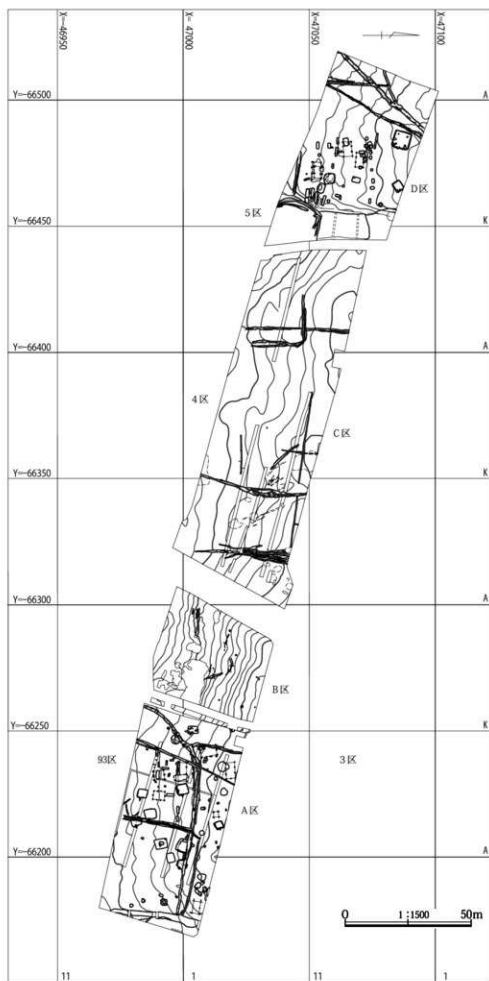 X=46950
X= 47000
X=47050
X=47100
Y=-66500
A
D区
Y=-66450
5区
K
Y=-66400
A
4区
C区
Y=-66350
K
Y=-66300
A
B区
Y=-66250
K
93区
3区
A区
Y=-66200
A
0
1:1500
50m
11
1
11
1